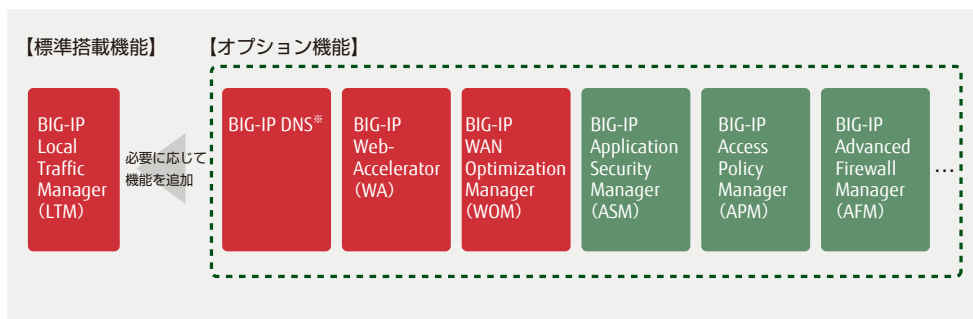 【標準搭載機能】
【オプション機能】
BIG-IP
Local
Traffic
Manager
(LTM)
必要に応じて
機能を追加
BIG-IP DNS※
BIG-IP
Web-
Accelerator
(WA)
BIG-IP
WAN
Optimization
Manager
(WOM)
BIG-IP
Application
Security
Manager
(ASM)
BIG-IP
Access
Policy
Manager
(APM)
BIG-IP
Advanced
Firewall
Manager
(AFM)
…